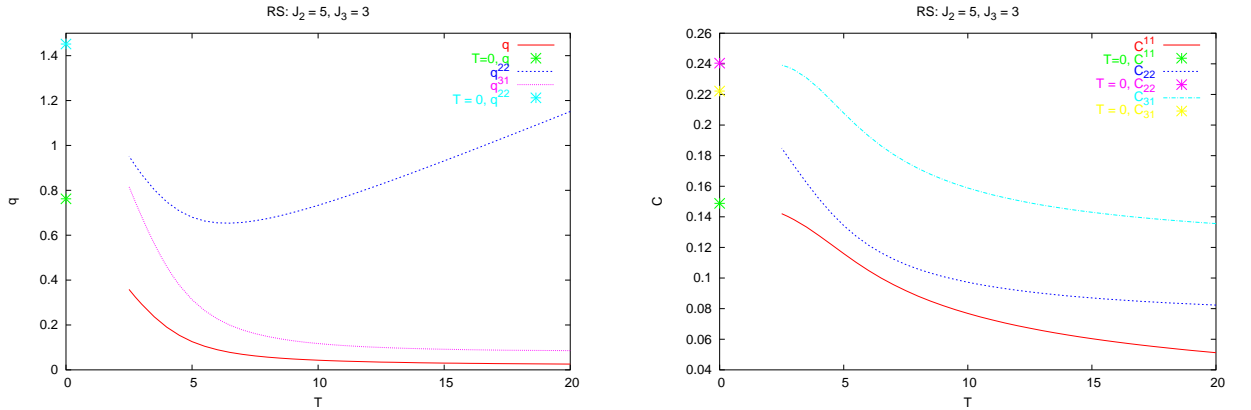 RS: J₂ = 5, J₃ = 3
q
1.4
1.2
1
0.8
0.6
0.4
0.2
0
0 5 10 15 20
T
q
T=0, q
q²²
q³¹
T = 0, q²²
RS: J₂ = 5, J₃ = 3
C
0.26
0.24
0.22
0.2
0.18
0.16
0.14
0.12
0.1
0.08
0.06
0.04
0 5 10 15 20
T
C¹¹
T=0, C¹¹
C₂₂
T = 0, C₂₂
C₃₁
T = 0, C₃₁